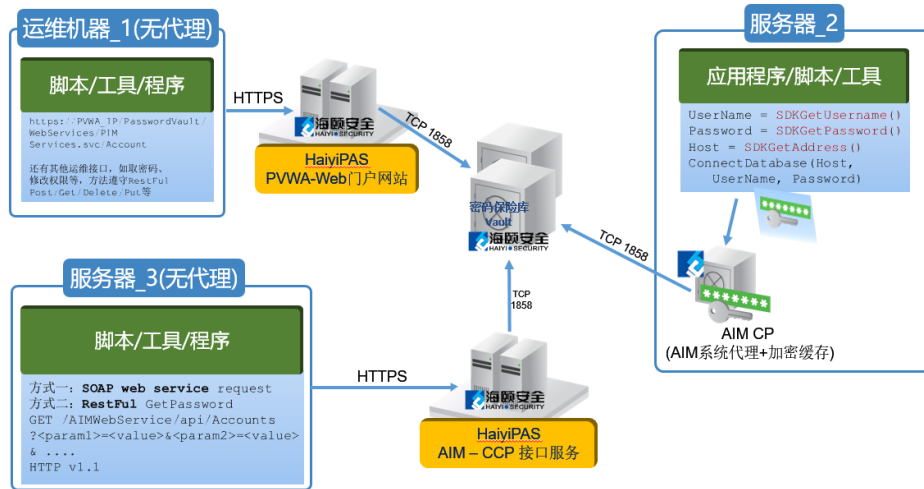 运维机器_1(无代理)
脚本/工具/程序
https://PVWA_IP/PasswordVault/
WebServices/PIM
Services.svc/Account
还有其他运维接口，如取密码、
修改权限等，方法遵守RestFul
Post/Get/Delete/Put等
HTTPS
海颐安全
HAIYI SECURITY
HaiyiPAS
PVWA-Web门户网站
TCP 1858
密码保险库
Vault
海颐安全
HAIYI SECURITY
服务器_2
应用程序/脚本/工具
UserName = SDKGetUsername()
Password = SDKGetPassword()
Host = SDKGetAddress()
ConnectDatabase(Host,
UserName, Password)
TCP 1858
AIM CP
(AIM系统代理+加密缓存)
服务器_3(无代理)
脚本/工具/程序
方式一：SOAP web service request
方式二：RestFul GetPassword
GET /AIMWebService/api/Accounts
?<param1>=<value>&<param2>=<value>
& ....
HTTP v1.1
HTTPS
TCP
1858
海颐安全
HAIYI SECURITY
HaiyiPAS
AIM – CCP 接口服务